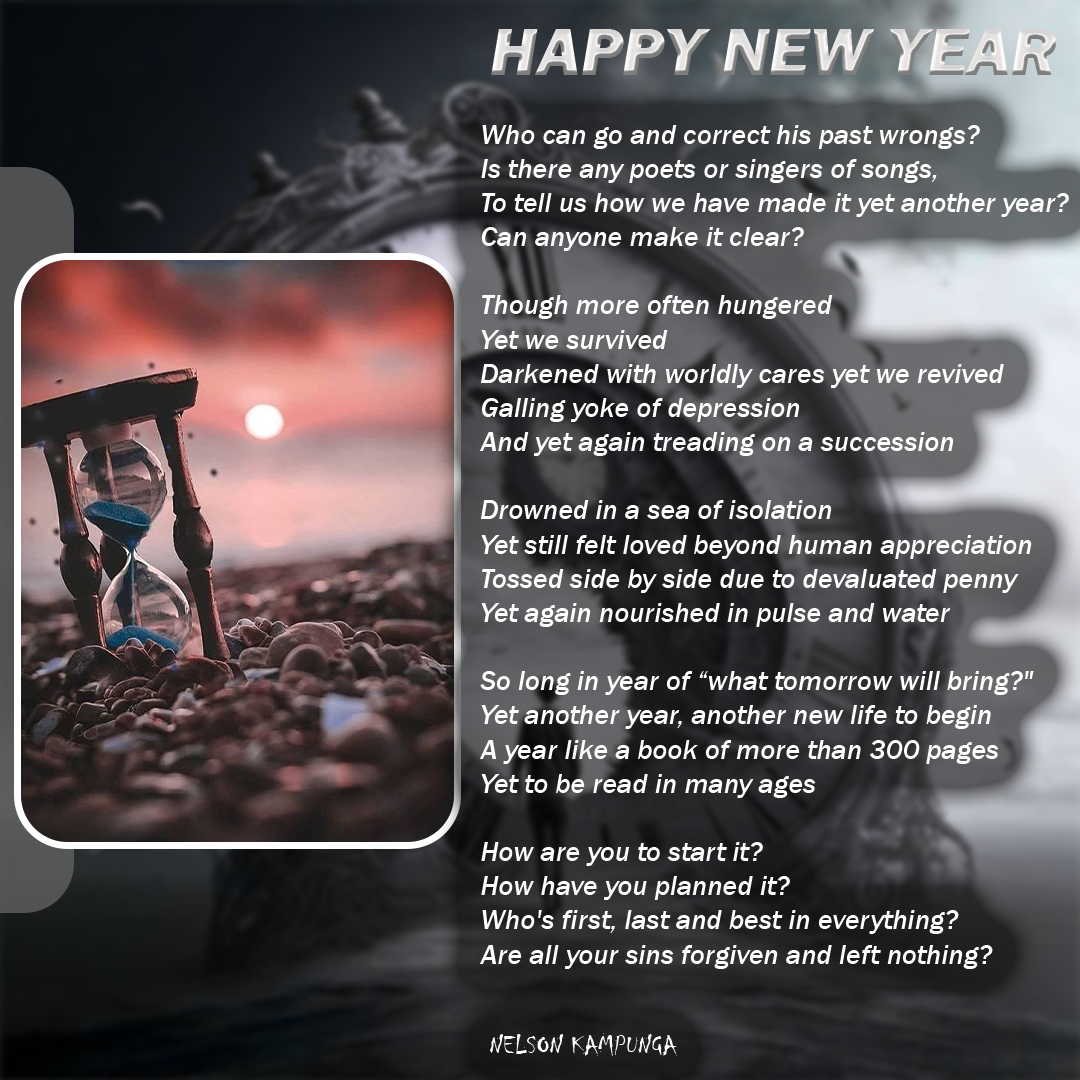 HAPPY NEW YEAR
Who can go and correct his past wrongs?
Is there any poets or singers of songs,
To tell us how we have made it yet another year?
Can anyone make it clear?
Though more often hungered
Yet we survived
Darkened with worldly cares yet we revived
Galling yoke of depression
And yet again treading on a succession
Drowned in a sea of isolation
Yet still felt loved beyond human appreciation
Tossed side by side due to devaluated penny
Yet again nourished in pulse and water
So long in year of “what tomorrow will bring?"
Yet another year, another new life to begin
A year like a book of more than 300 pages
Yet to be read in many ages
How are you to start it?
How have you planned it?
Who's first, last and best in everything?
Are all your sins forgiven and left nothing?
NELSON KAMPUNGA